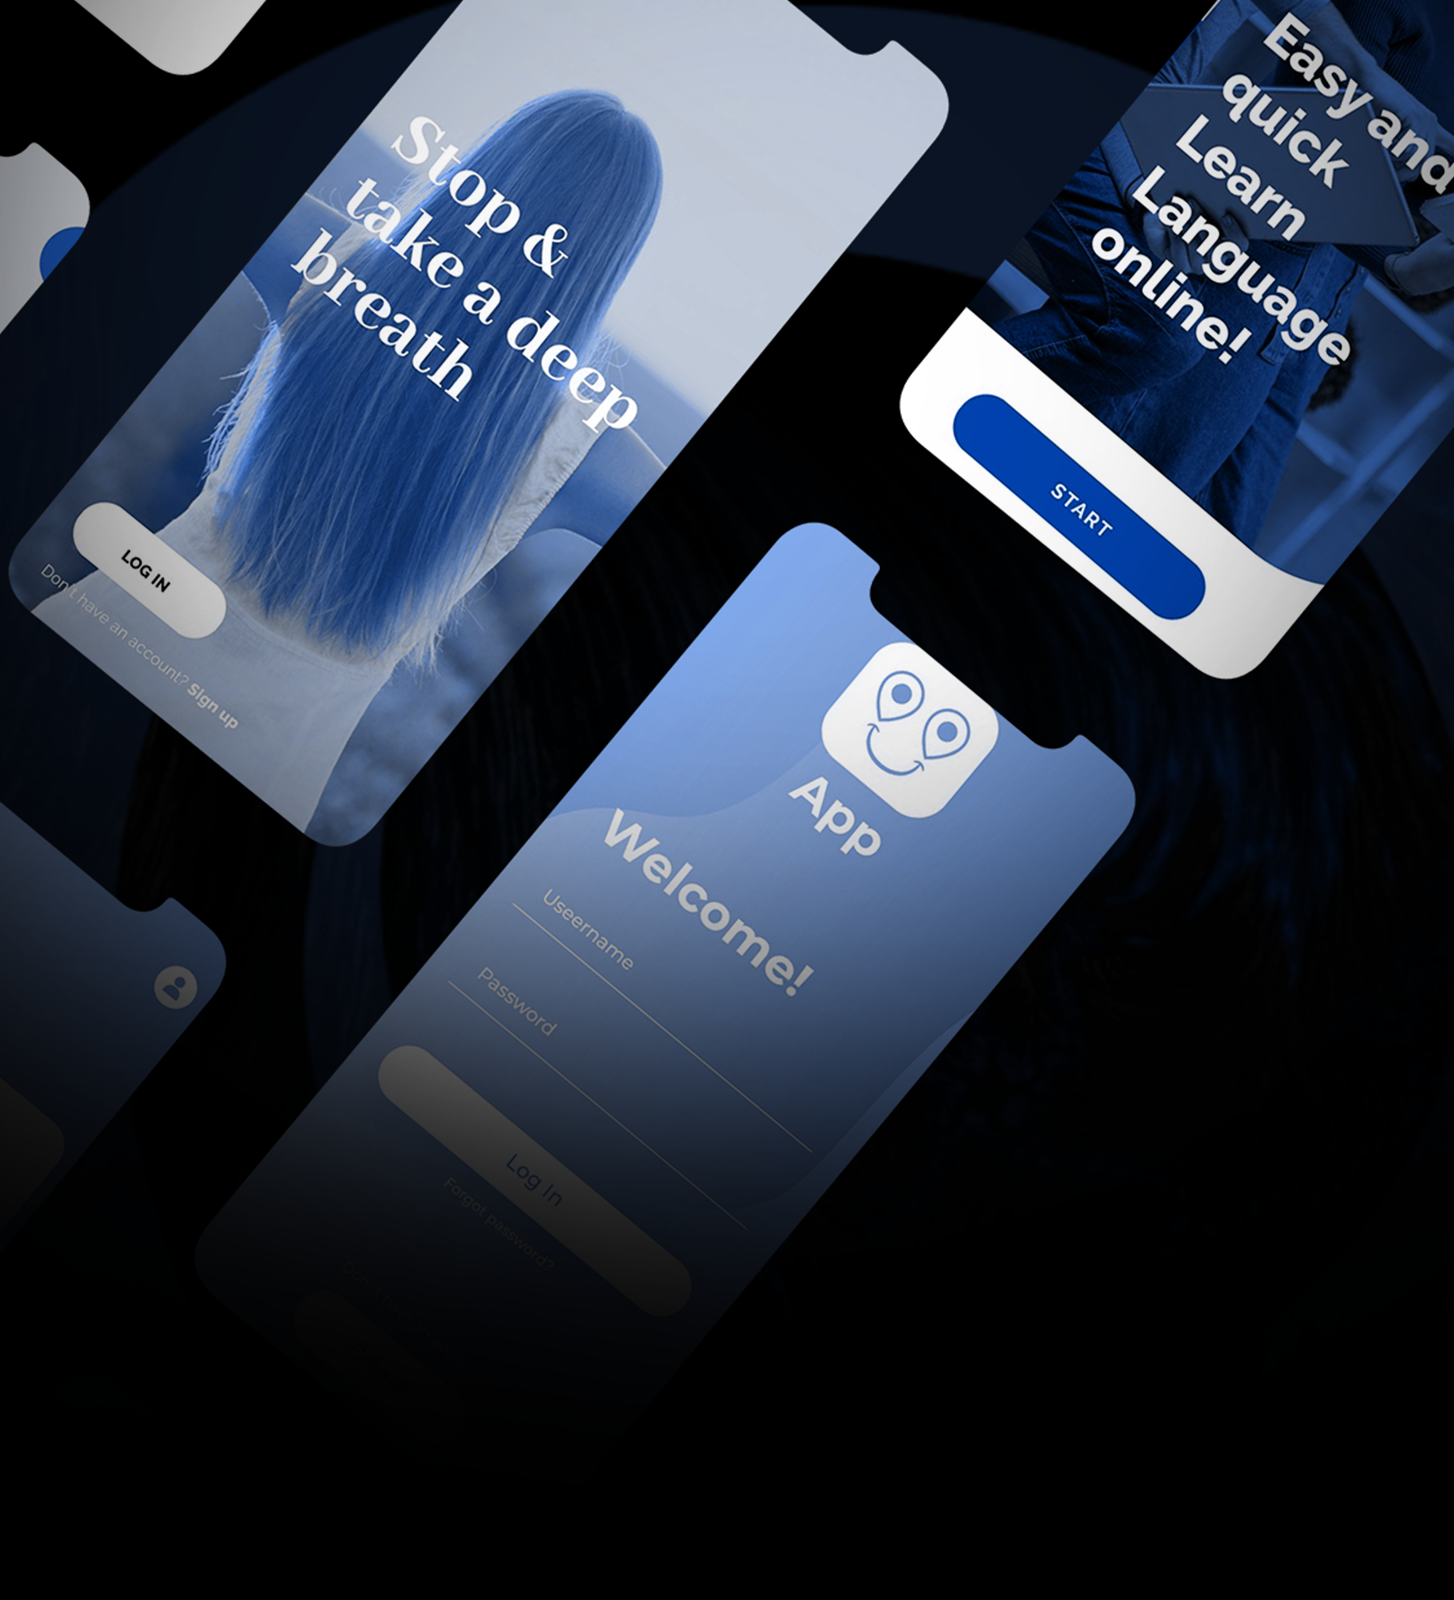 Stop &
take a deep
breath
LOG IN
Don't have an account? Sign up
Easy and
quick
Learn
Language
online!
START
App
Welcome!
Useername
Password
Log In
Forgot password?